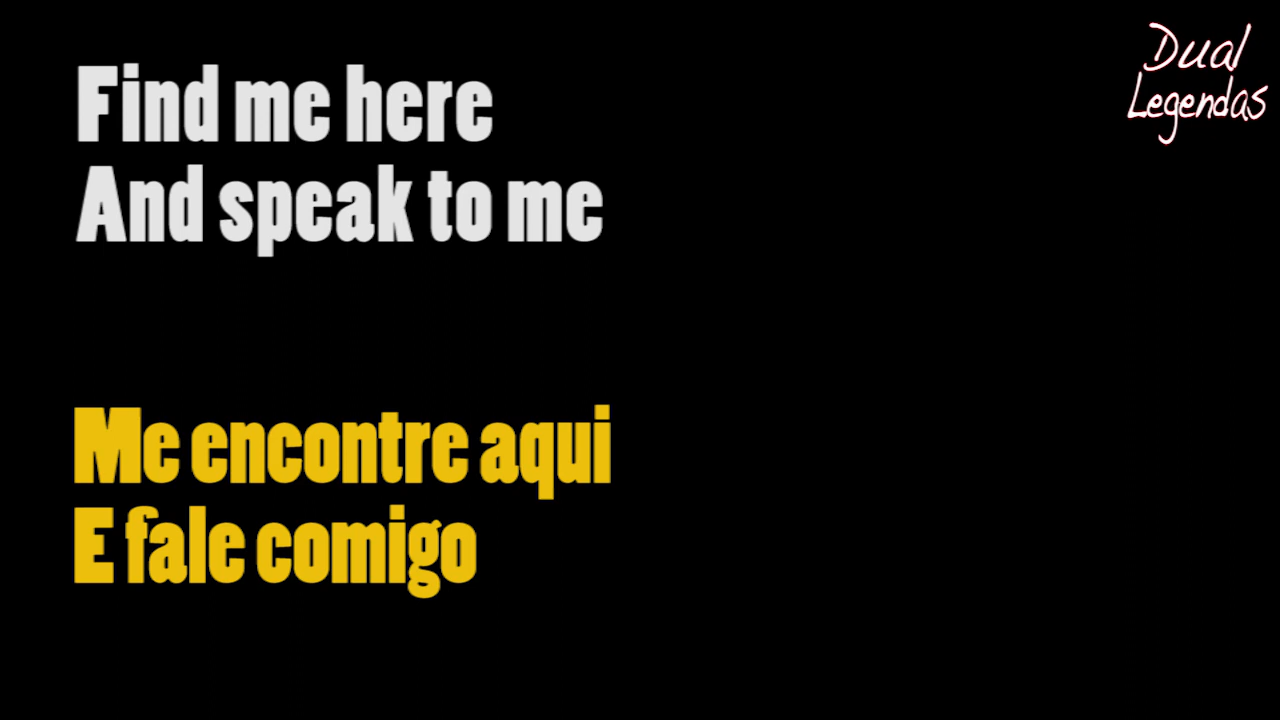 Find me here
And speak to me
Me encontre aqui
E fale comigo
Dual
Legendas